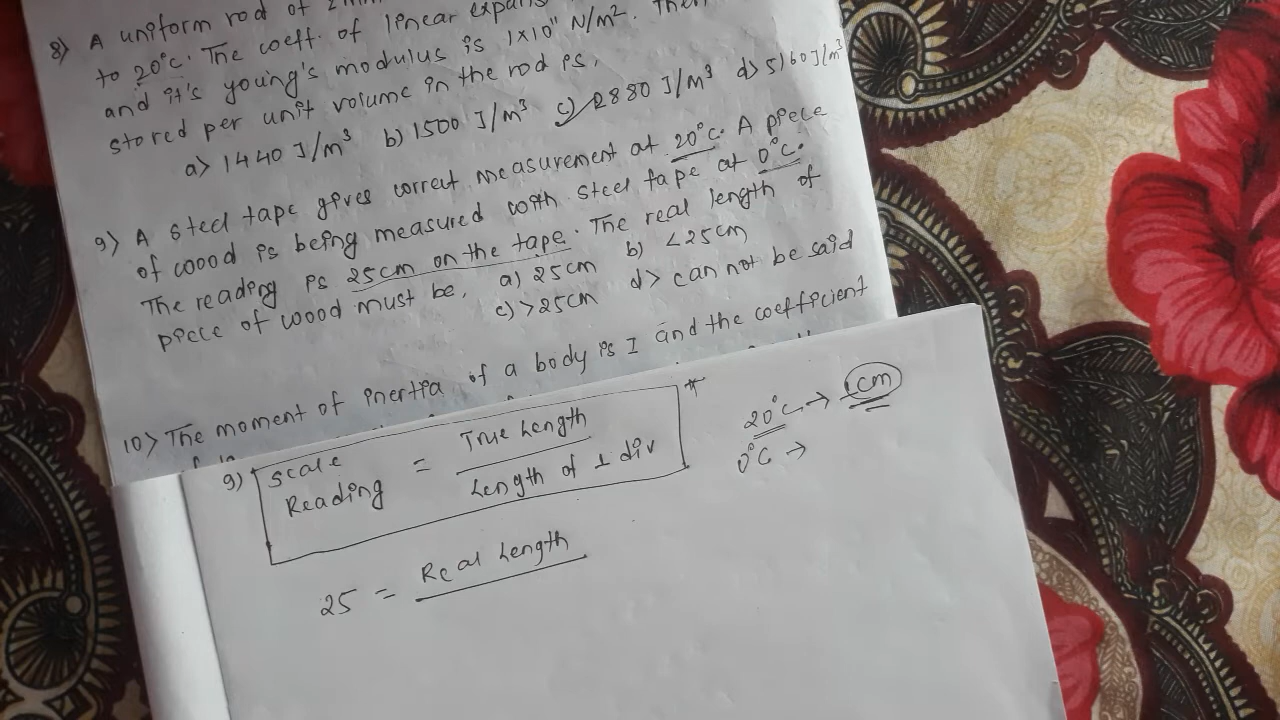 8) A uniform rod of 2
to 20°C. The coeff. of linear expans
and it's young's modulus is 1×10¹¹ N/m². Then
stored per unit volume in the rod is.
a> 1440 J/m³ b) 1500 J/m³ c) 2880 J/m³ d> 5160 J/m³
9) A steel tape gives correct measurement at 20°C. A piece
of wood is being measured with steel tape at 0°C.
The reading is 25cm on the tape. The real length of
piece of wood must be. a) 25cm b) <25cm
c) >25cm d> can not be said
10> The moment of inertia of a body is I and the coefficient
9) Scale Reading = True Length / Length of 1 div *
20°C → 1cm
0°C →
25 = Real Length